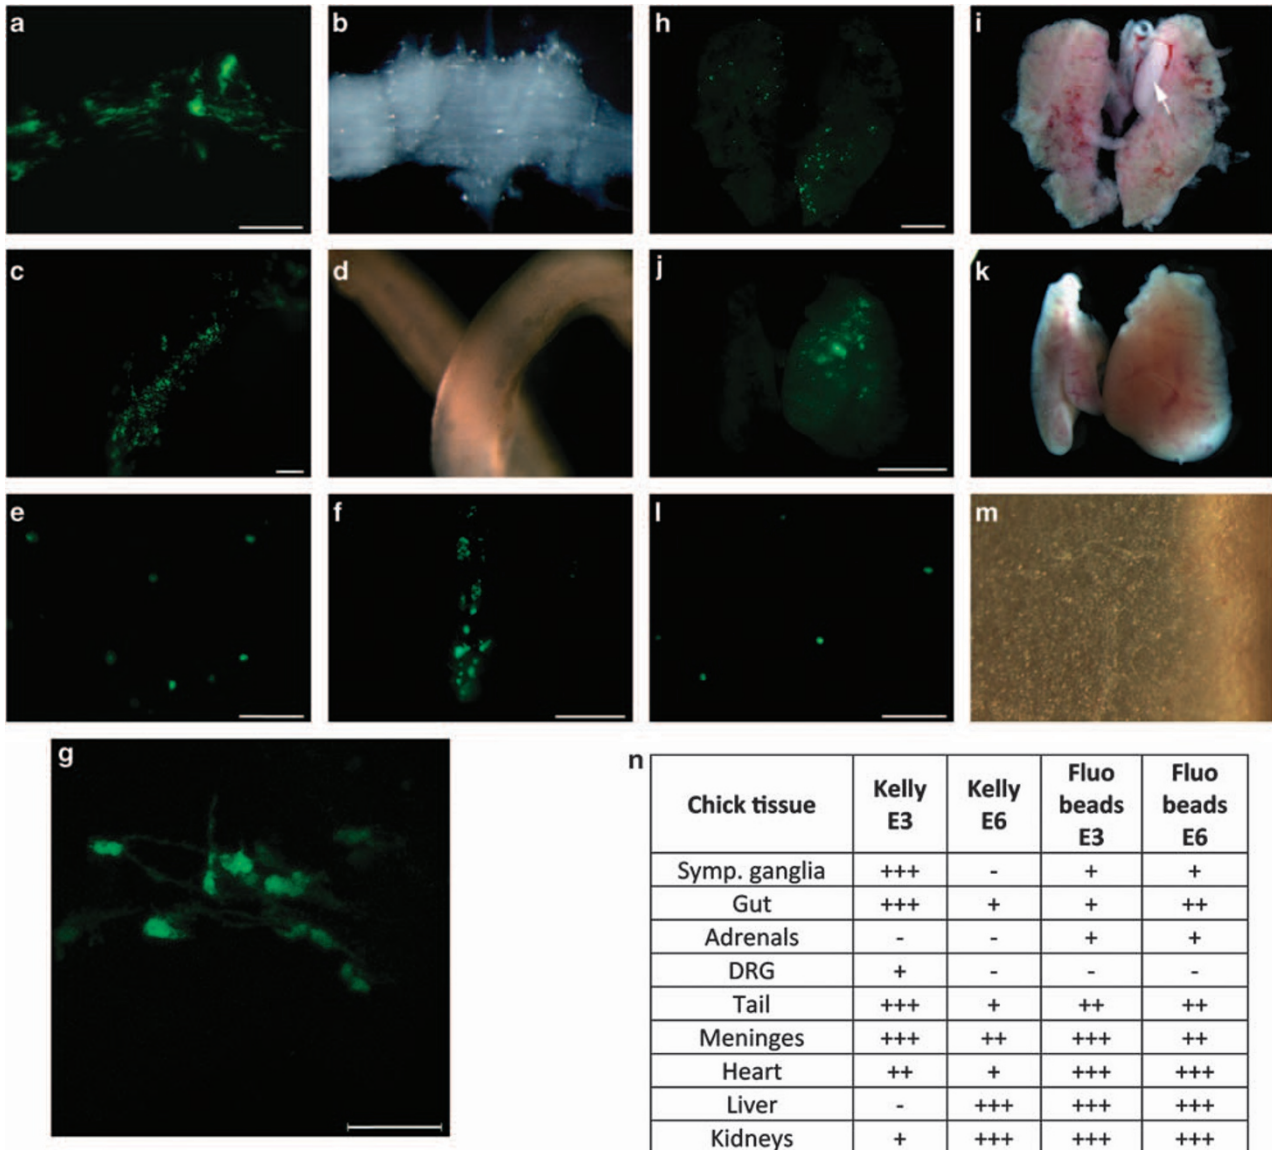 a
b
h
i
c
d
j
k
e
f
l
m
g
n
Chick tissue Kelly E3 Kelly E6 Fluo beads E3 Fluo beads E6
Symp. ganglia +++ - + +
Gut +++ + + ++
Adrenals - - + +
DRG + - - -
Tail +++ + ++ ++
Meninges +++ ++ +++ ++
Heart ++ + +++ +++
Liver - +++ +++ +++
Kidneys + +++ +++ +++